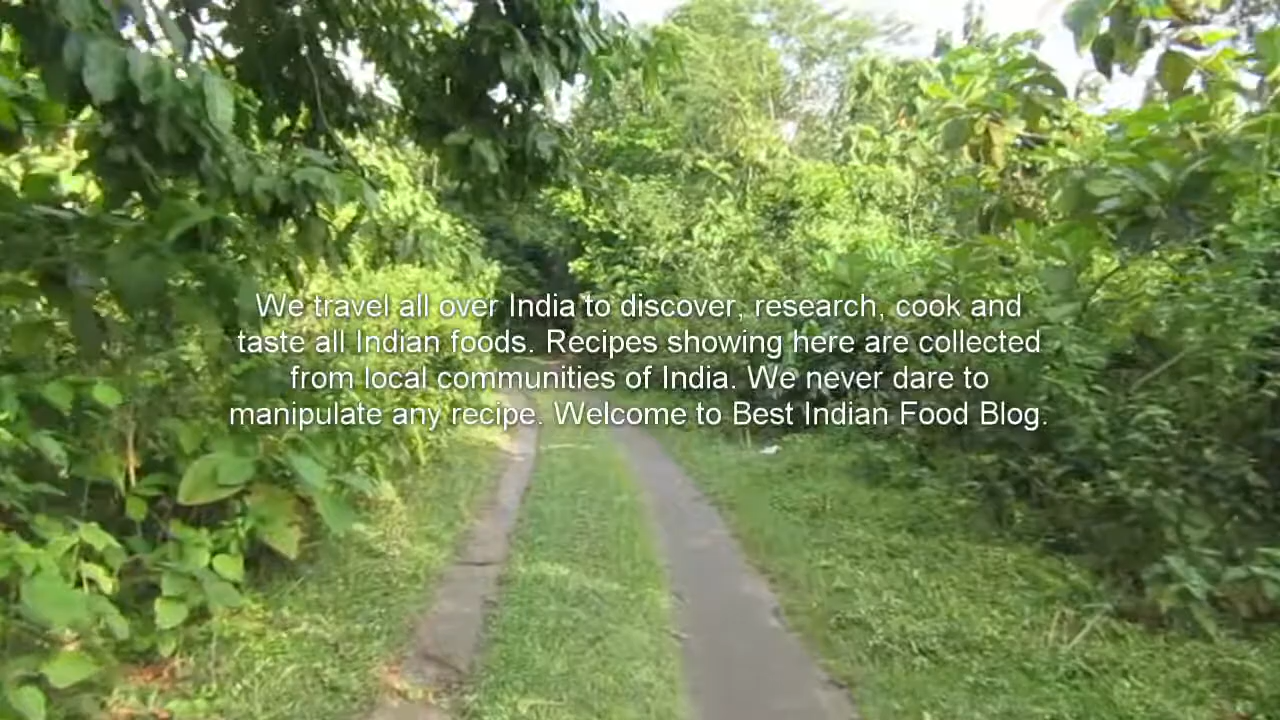 We travel all over India to discover, research, cook and
taste all Indian foods. Recipes showing here are collected
from local communities of India. We never dare to
manipulate any recipe. Welcome to Best Indian Food Blog.